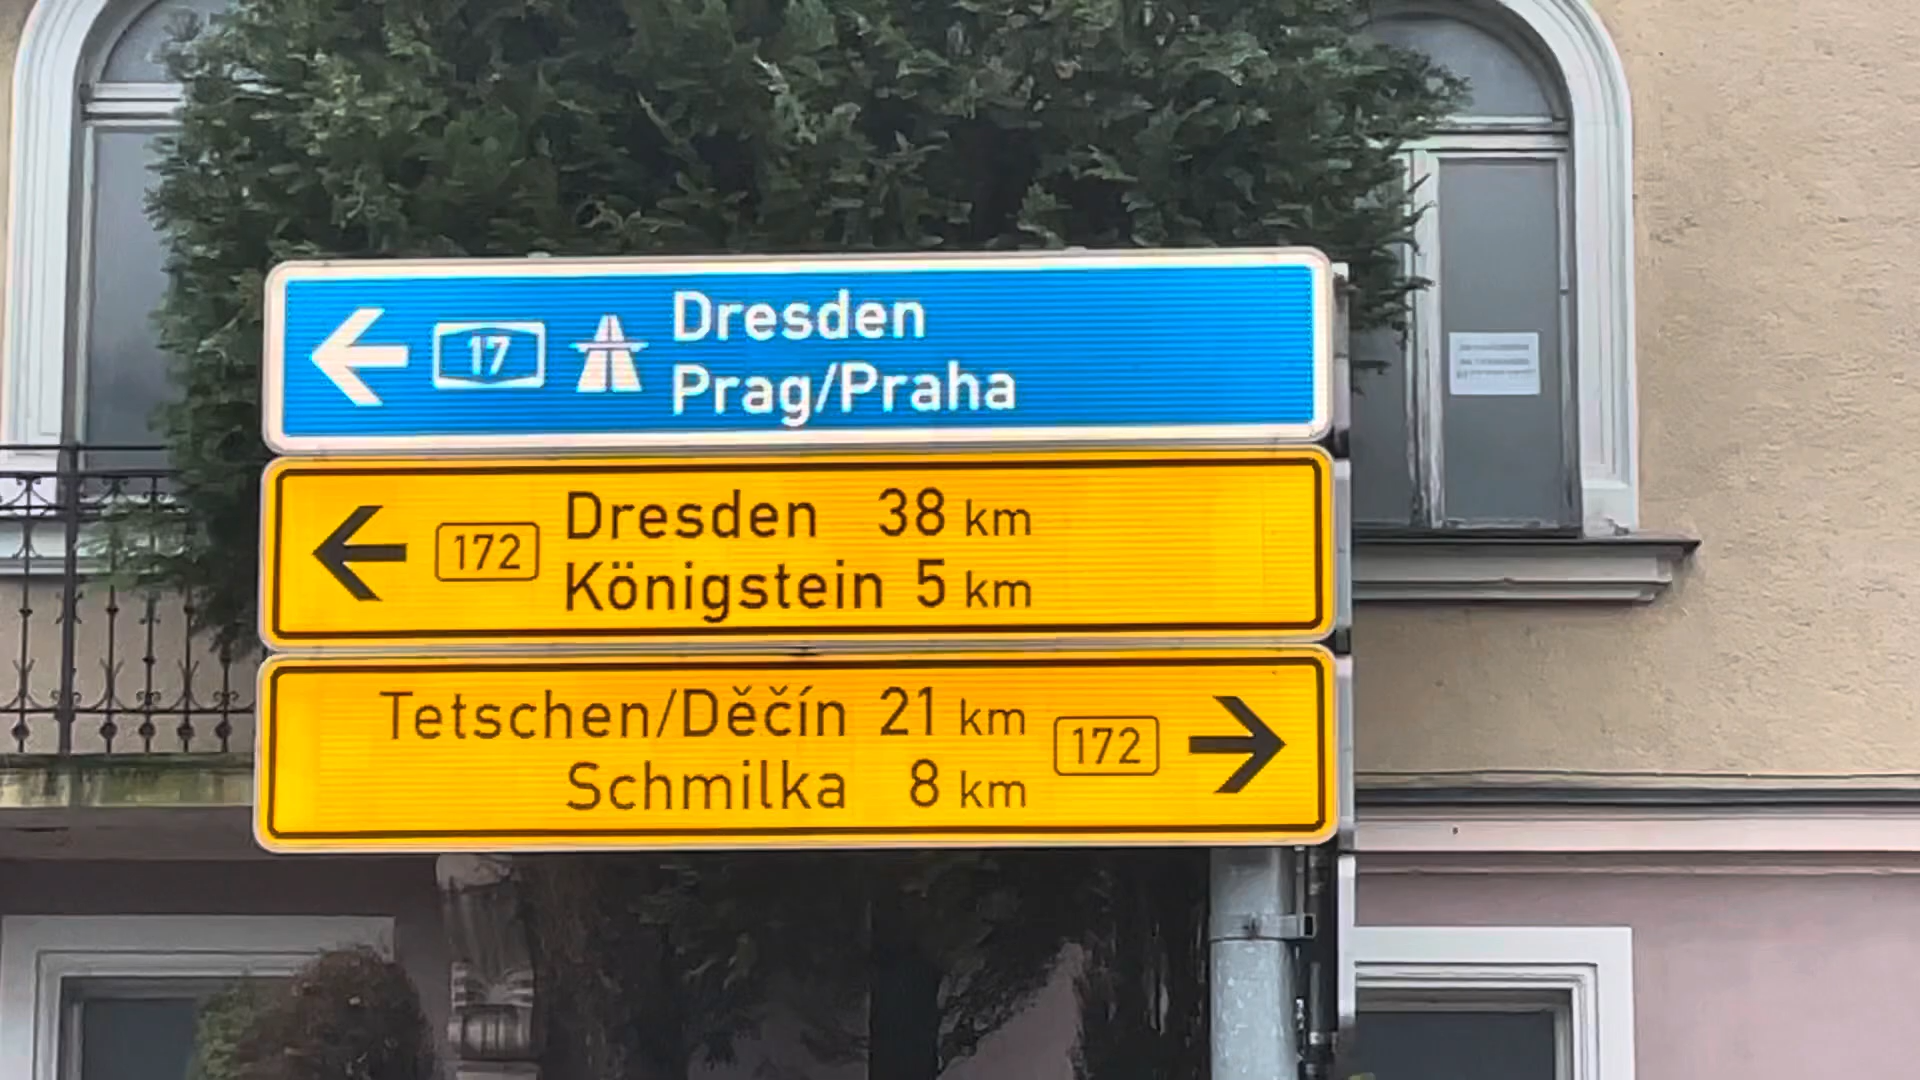 17 Dresden
Prag/Praha
172 Dresden 38 km
Königstein 5 km
Tetschen/Děčín 21 km 172
Schmilka 8 km